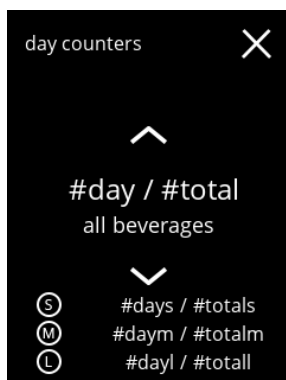 day counters
#day / #total
all beverages
S #days / #totals
M #daym / #totalm
L #dayl / #totall